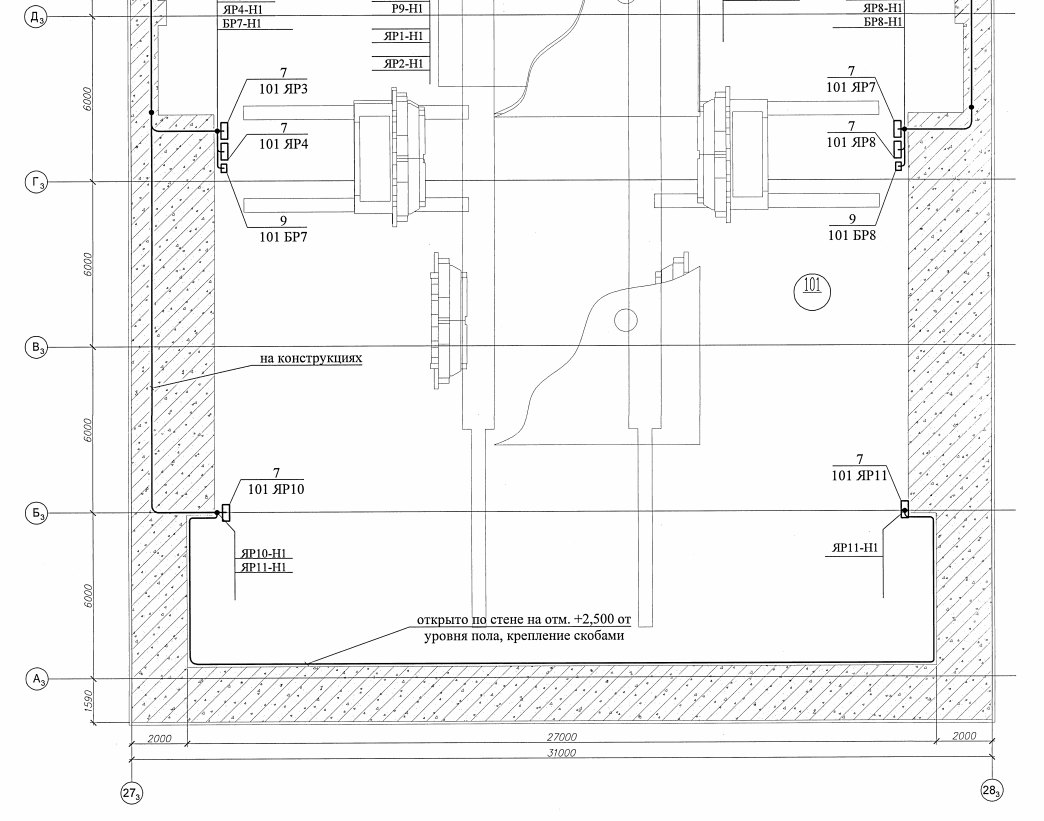 Д3
ЯР4-Н1
БР7-Н1
Р9-Н1
ЯР1-Н1
ЯР2-Н1
ЯР8-Н1
БР8-Н1
6000
7
101 ЯР3
7
101 ЯР4
7
101 ЯР7
7
101 ЯР8
Г3
9
101 БР7
9
101 БР8
6000
101
В3
на конструкциях
6000
7
101 ЯР10
7
101 ЯР11
Б3
ЯР10-Н1
ЯР11-Н1
ЯР11-Н1
6000
открыто по стене на отм. +2,500 от
уровня пола, крепление скобами
А3
1590
2000
27000
2000
31000
273
283